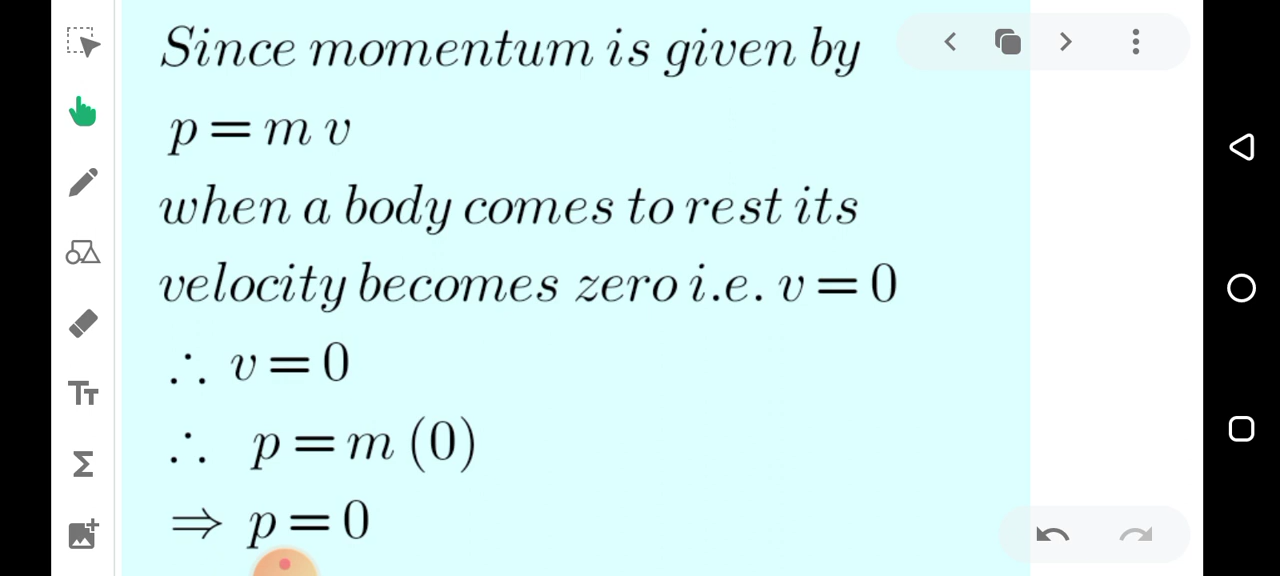 Since momentum is given by
p = m v
when a body comes to rest its
velocity becomes zero i.e. v = 0
∴ v = 0
∴ p = m (0)
⇒ p = 0